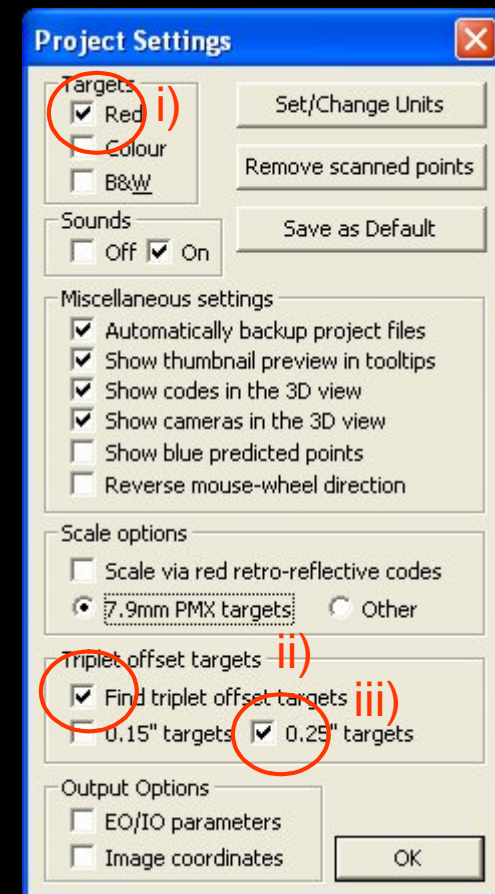 Project Settings
Targets
Red
i)
Colour
B&W
Set/Change Units
Remove scanned points
Save as Default
Sounds
Off On
Miscellaneous settings
Automatically backup project files
Show thumbnail preview in tooltips
Show codes in the 3D view
Show cameras in the 3D view
Show blue predicted points
Reverse mouse-wheel direction
Scale options
Scale via red retro-reflective codes
7.9mm PMX targets Other
Triplet offset targets
ii)
Find triplet offset targets
iii)
0.15" targets 0.25" targets
Output Options
EO/IO parameters
Image coordinates
OK